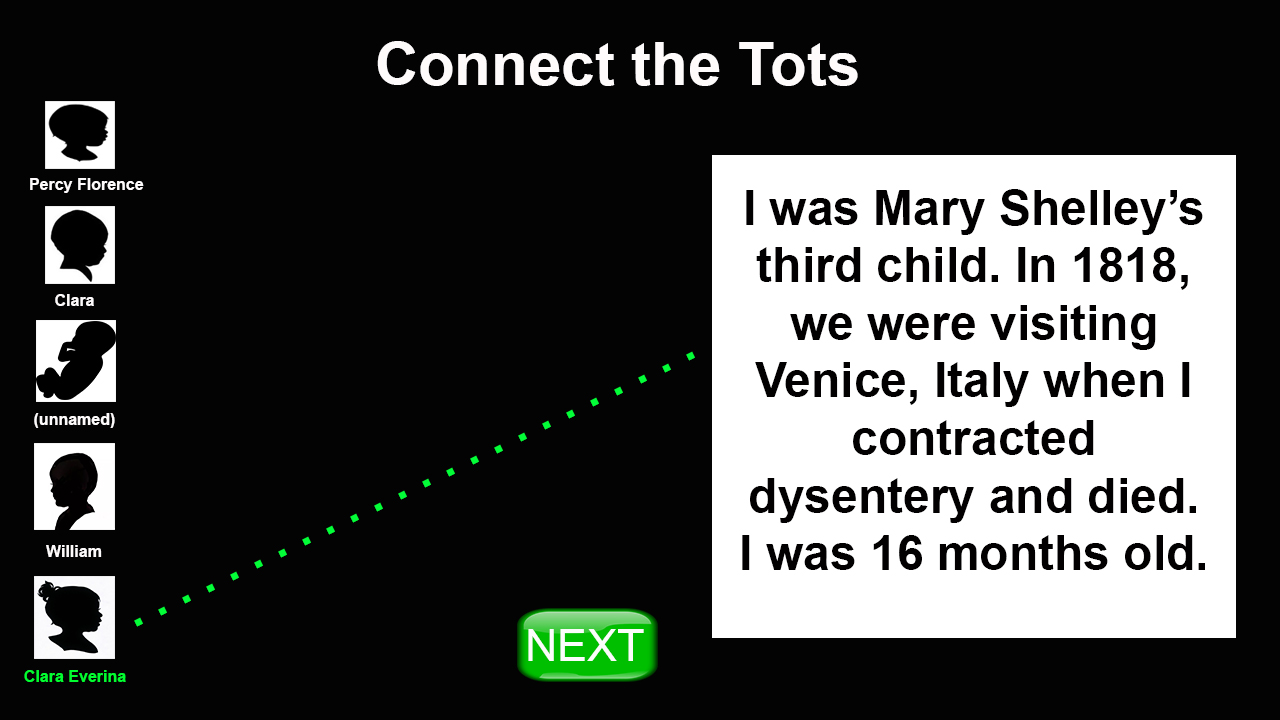 Connect the Tots
Percy Florence
Clara
(unnamed)
William
Clara Everina
I was Mary Shelley’s
third child. In 1818,
we were visiting
Venice, Italy when I
contracted
dysentery and died.
I was 16 months old.
NEXT